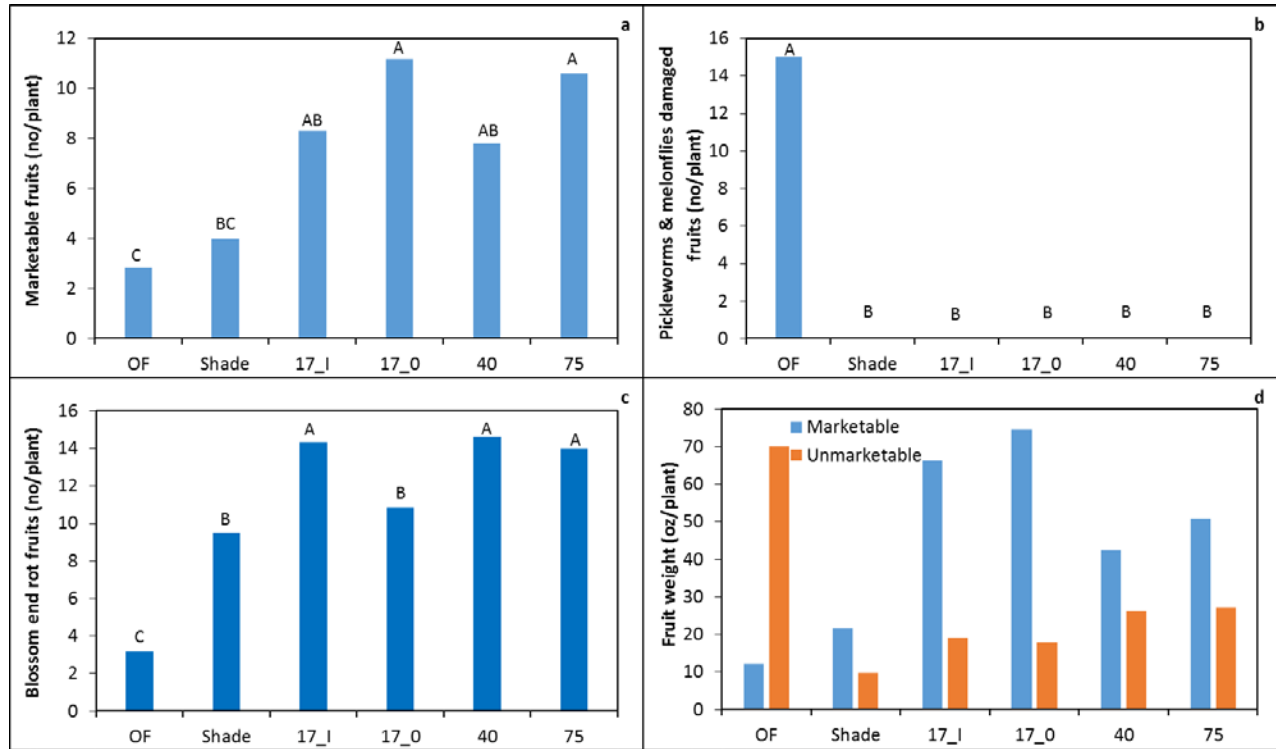 a
Marketable fruits (no/plant)
12
10
8
6
4
2
0
C
BC
AB
A
AB
A
OF Shade 17_I 17_0 40 75
b
Pickleworms & melonflies damaged
fruits (no/plant)
16
14
12
10
8
6
4
2
0
A
B
B
B
B
B
OF Shade 17_I 17_0 40 75
c
Blossom end rot fruits (no/plant)
16
14
12
10
8
6
4
2
0
C
B
A
B
A
A
OF Shade 17_I 17_0 40 75
d
Fruit weight (oz/plant)
80
70
60
50
40
30
20
10
0
Marketable
Unmarketable
OF Shade 17_I 17_0 40 75